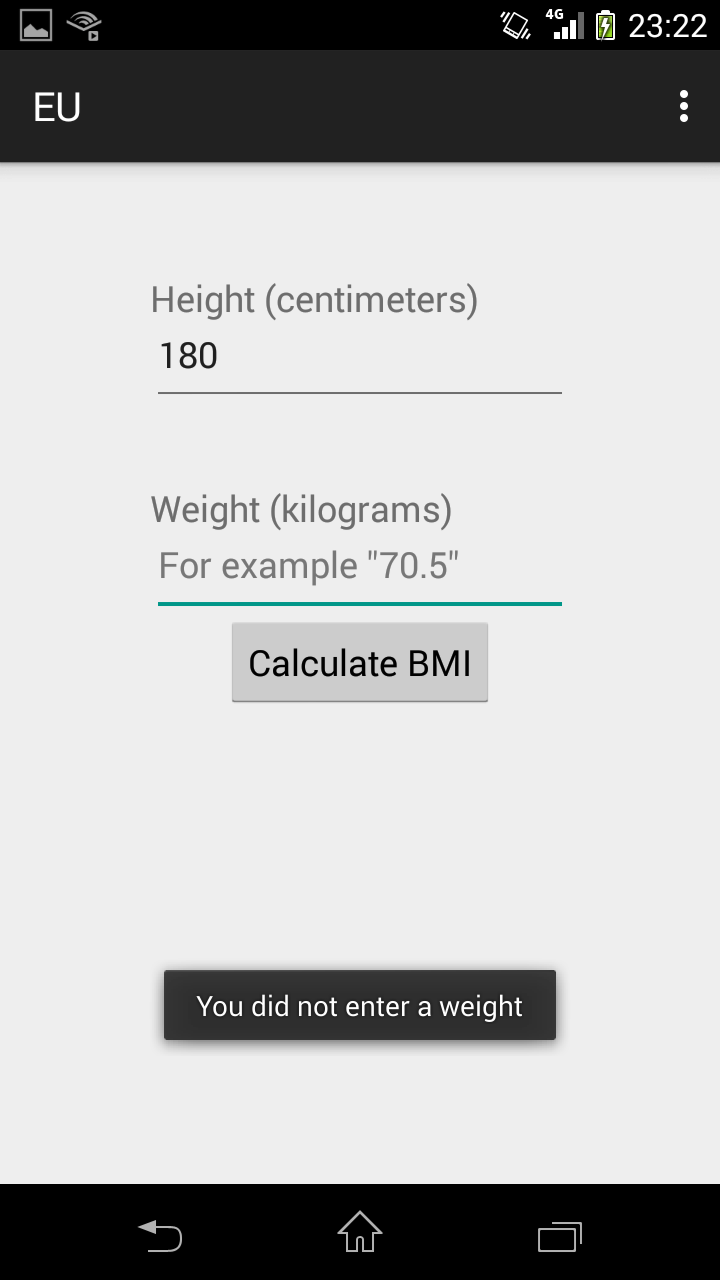 4G 23:22
EU
Height (centimeters)
180
Weight (kilograms)
For example "70.5"
Calculate BMI
You did not enter a weight